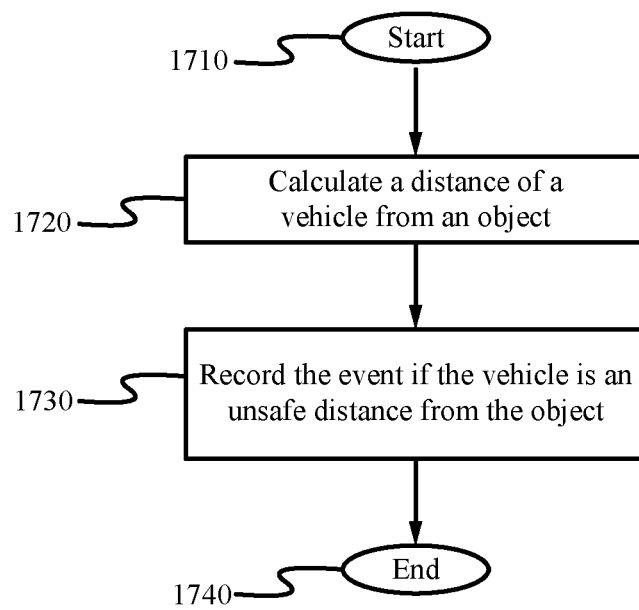 Start
1710
Calculate a distance of a
vehicle from an object
1720
Record the event if the vehicle is an
unsafe distance from the object
1730
End
1740